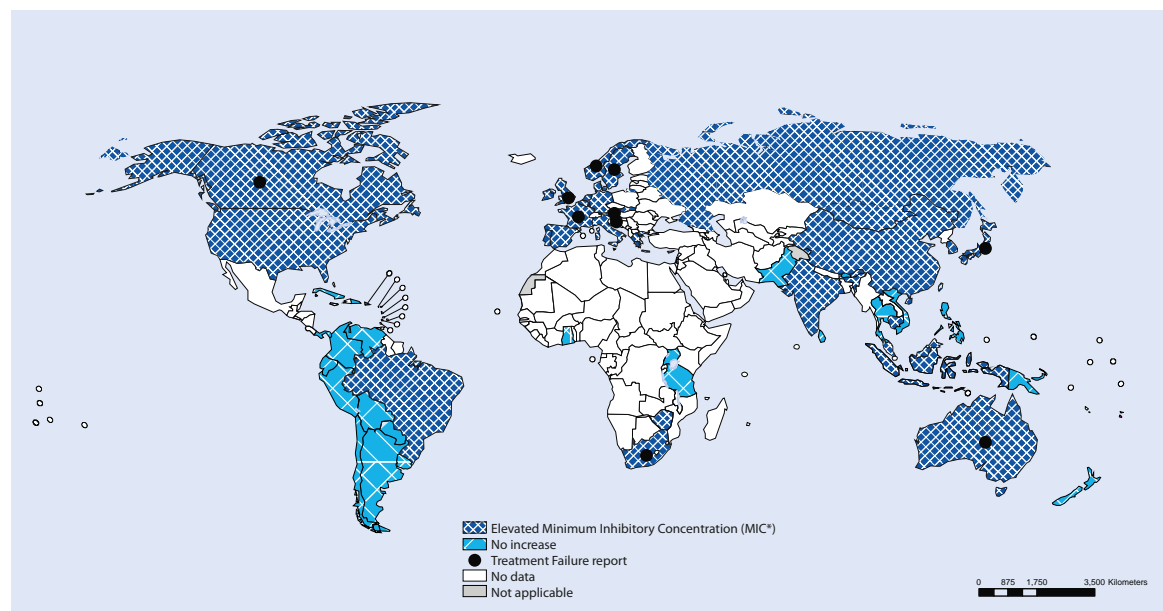 Elevated Minimum Inhibitory Concentration (MIC*)
No increase
Treatment Failure report
No data
Not applicable
0 875 1,750 3,500 Kilometers